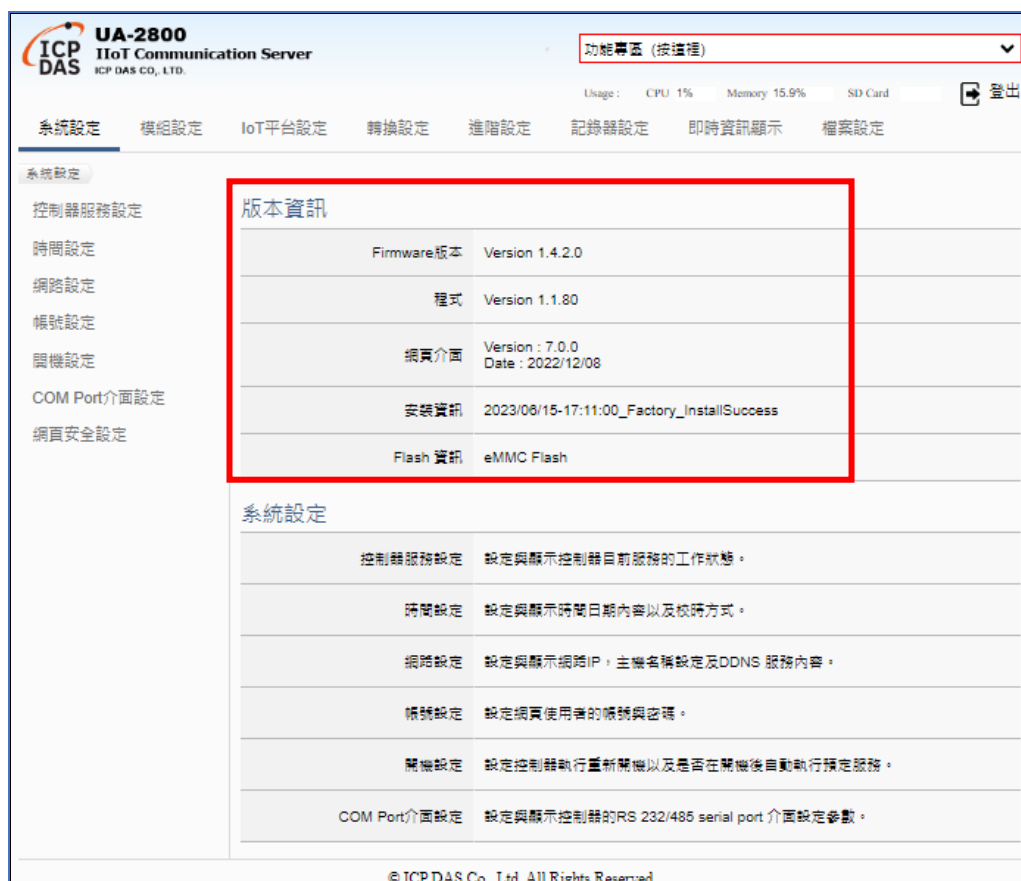 ICP DAS
UA-2800
IIoT Communication Server
ICP DAS CO,. LTD.
功能專區 (按這裡)
Usage : CPU 1% Memory 15.9% SD Card
登出
系統設定 模組設定 IoT平台設定 轉換設定 進階設定 記錄器設定 即時資訊顯示 檔案設定
系統設定
控制器服務設定
時間設定
網路設定
帳號設定
開機設定
COM Port介面設定
網頁安全設定
版本資訊
Firmware版本 Version 1.4.2.0
程式 Version 1.1.80
網頁介面 Version : 7.0.0
Date : 2022/12/08
安裝資訊 2023/06/15-17:11:00_Factory_InstallSuccess
Flash 資訊 eMMC Flash
系統設定
控制器服務設定 設定與顯示控制器目前服務的工作狀態。
時間設定 設定與顯示時間日期內容以及校時方式。
網路設定 設定與顯示網路IP，主機名稱設定及DDNS 服務內容。
帳號設定 設定網頁使用者的帳號與密碼。
開機設定 設定控制器執行重新開機以及是否在開機後自動執行預定服務。
COM Port介面設定 設定與顯示控制器的RS 232/485 serial port 介面設定參數。
© ICP DAS Co., Ltd. All Rights Reserved